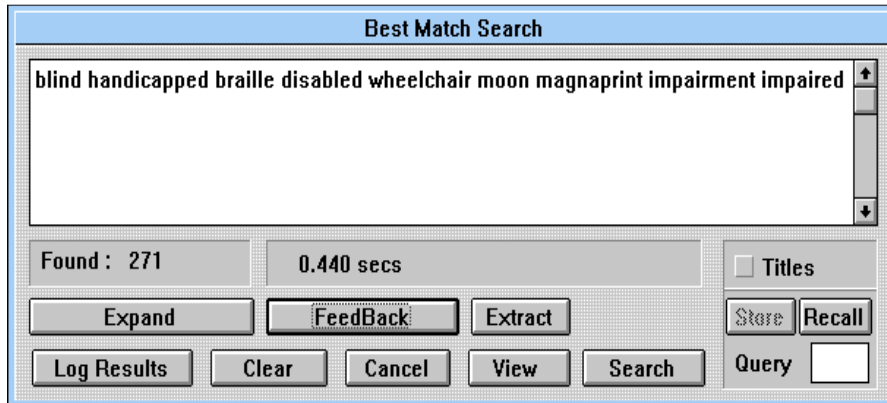 Best Match Search
blind handicapped braille disabled wheelchair moon magnaprint impairment impaired
Found : 271
0.440 secs
Titles
Expand
FeedBack
Extract
Store
Recall
Log Results
Clear
Cancel
View
Search
Query